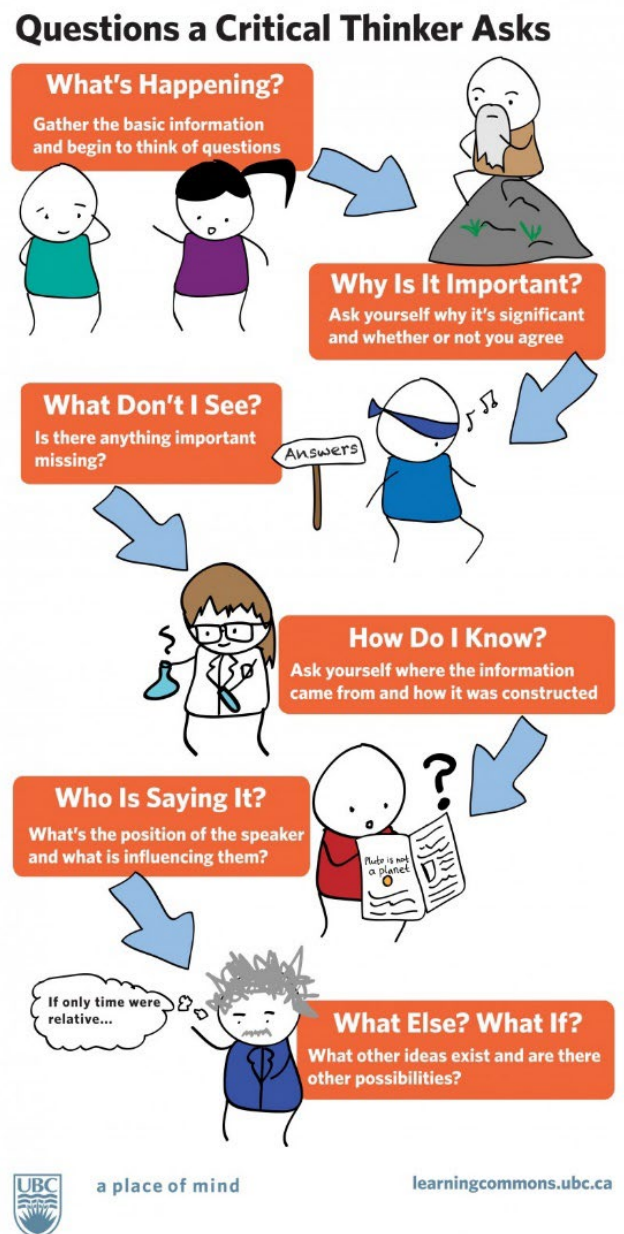 Questions a Critical Thinker Asks
What's Happening?
Gather the basic information
and begin to think of questions
Why Is It Important?
Ask yourself why it's significant
and whether or not you agree
What Don't I See?
Is there anything important
missing?
Answers
How Do I Know?
Ask yourself where the information
came from and how it was constructed
Who Is Saying It?
What's the position of the speaker
and what is influencing them?
?
Pluto is not
a planet
If only time were
relative...
What Else? What If?
What other ideas exist and are there
other possibilities?
UBC
a place of mind
learningcommons.ubc.ca